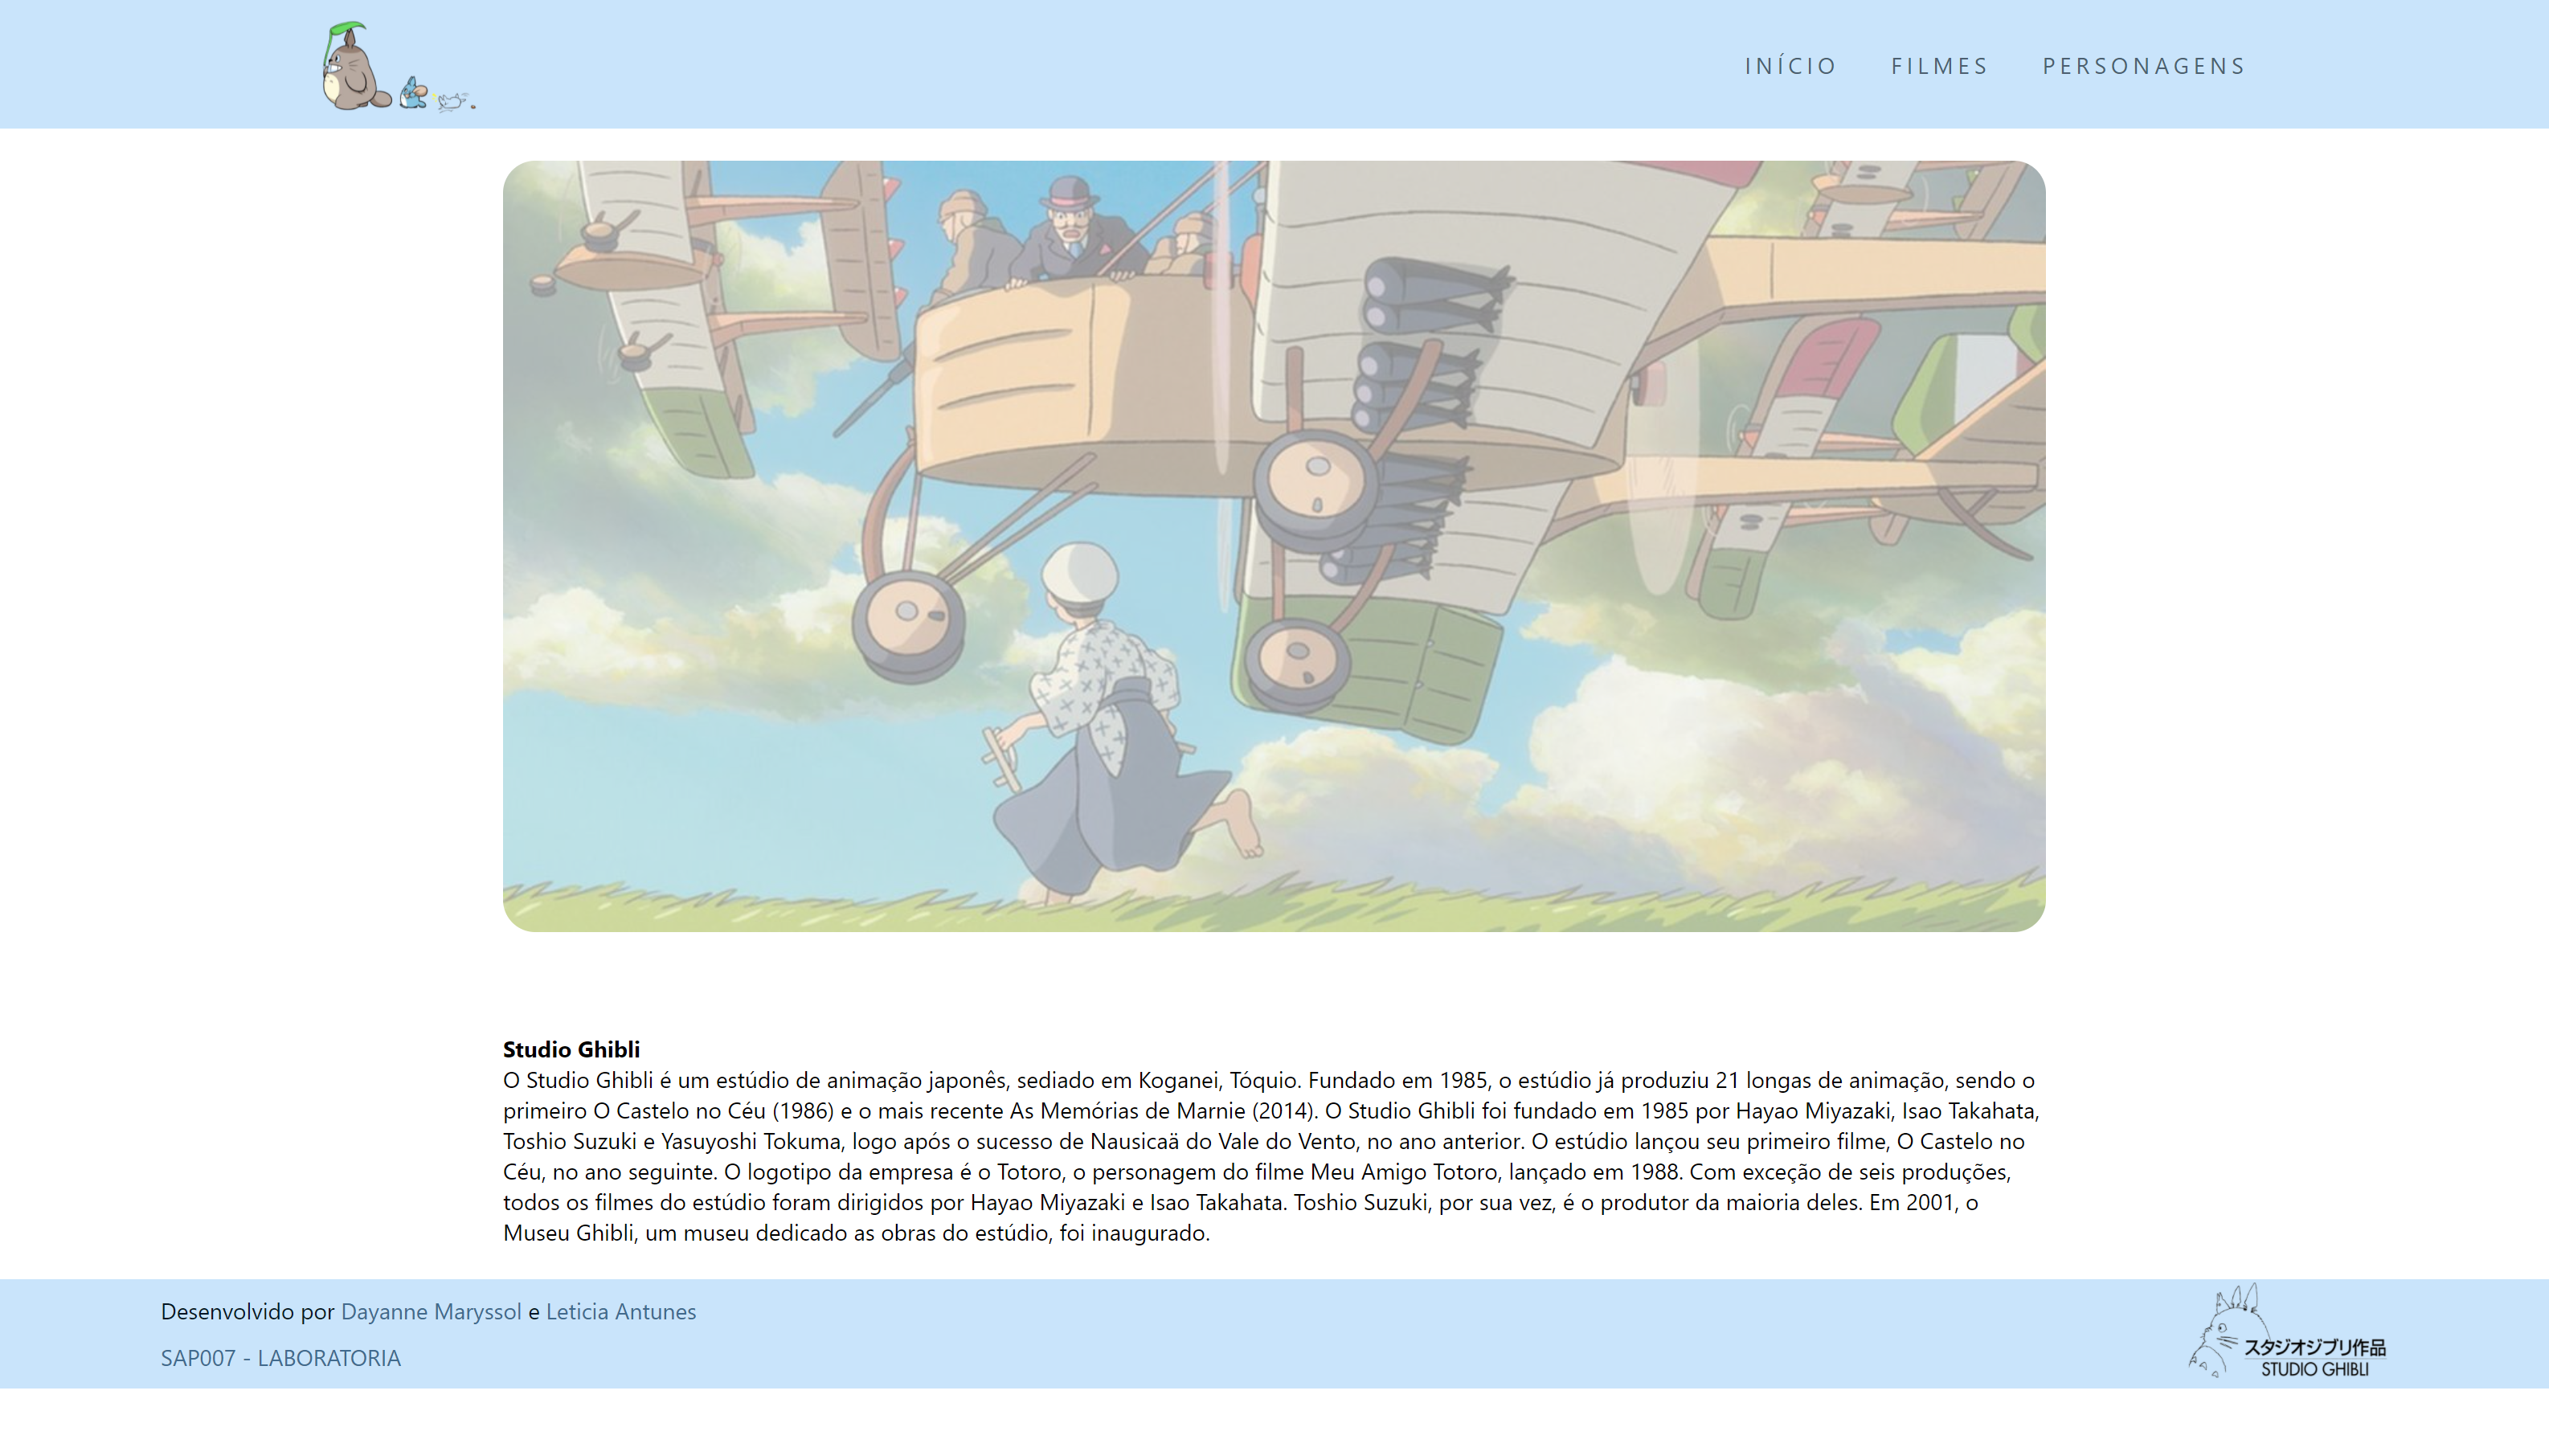 INÍCIO FILMES PERSONAGENS
Studio Ghibli
O Studio Ghibli é um estúdio de animação japonês, sediado em Koganei, Tóquio. Fundado em 1985, o estúdio já produziu 21 longas de animação, sendo o
primeiro O Castelo no Céu (1986) e o mais recente As Memórias de Marnie (2014). O Studio Ghibli foi fundado em 1985 por Hayao Miyazaki, Isao Takahata,
Toshio Suzuki e Yasuyoshi Tokuma, logo após o sucesso de Nausicaä do Vale do Vento, no ano anterior. O estúdio lançou seu primeiro filme, O Castelo no
Céu, no ano seguinte. O logotipo da empresa é o Totoro, o personagem do filme Meu Amigo Totoro, lançado em 1988. Com exceção de seis produções,
todos os filmes do estúdio foram dirigidos por Hayao Miyazaki e Isao Takahata. Toshio Suzuki, por sua vez, é o produtor da maioria deles. Em 2001, o
Museu Ghibli, um museu dedicado as obras do estúdio, foi inaugurado.
Desenvolvido por Dayanne Maryssol e Leticia Antunes
SAP007 - LABORATORIA
スタジオジブリ作品
STUDIO GHIBLI